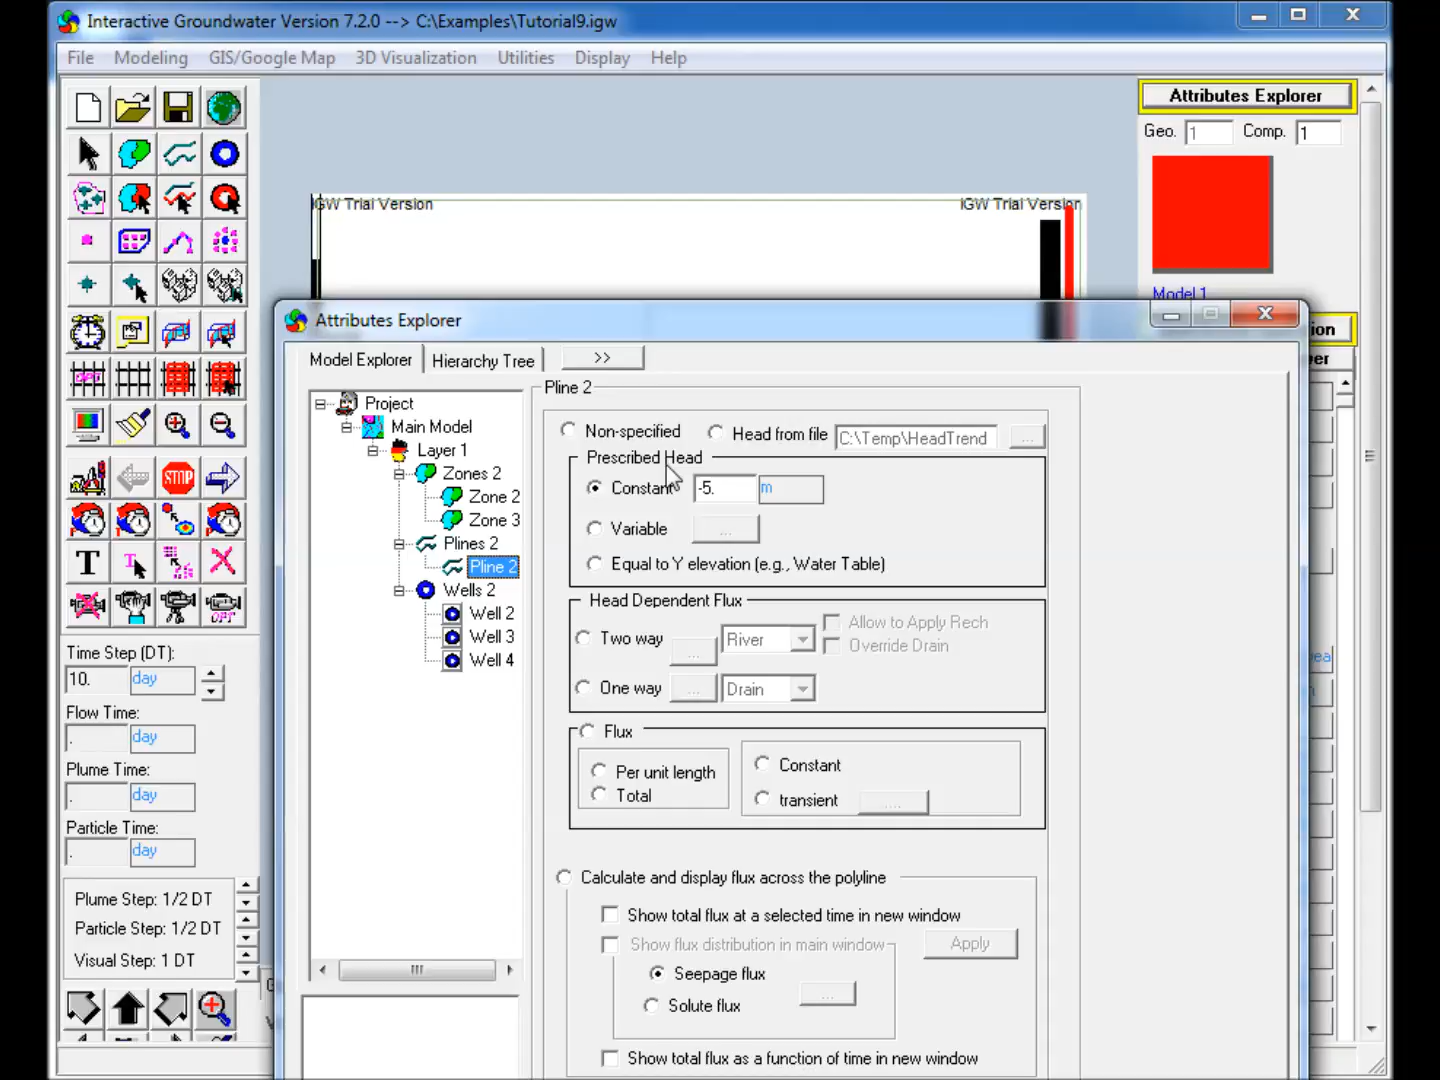 Interactive Groundwater Version 7.2.0 --> C:\Examples\Tutorial9.igw
File Modeling GIS/Google Map 3D Visualization Utilities Display Help
Attributes Explorer
Geo. 1 Comp. 1
IGW Trial Version IGW Trial Version
Model 1
Attributes Explorer
Model Explorer Hierarchy Tree >>
Project
Main Model
Layer 1
Zones 2
Zone 2
Zone 3
Plines 2
Pline 2
Wells 2
Well 2
Well 3
Well 4
Pline 2
Non-specified Head from file C:\Temp\HeadTrend ...
Prescribed Head
Constant -5. m
Variable ...
Equal to Y elevation (e.g., Water Table)
Head Dependent Flux
Two way ... River Allow to Apply Rech
Override Drain
One way ... Drain
Flux
Per unit length Constant
Total transient ....
Calculate and display flux across the polyline
Show total flux at a selected time in new window
Show flux distribution in main window Apply
Seepage flux
Solute flux ...
Show total flux as a function of time in new window
OPT
STOP
T T
OPT
Time Step (DT):
10. day
Flow Time:
. day
Plume Time:
. day
Particle Time:
. day
Plume Step: 1/2 DT
Particle Step: 1/2 DT
Visual Step: 1 DT